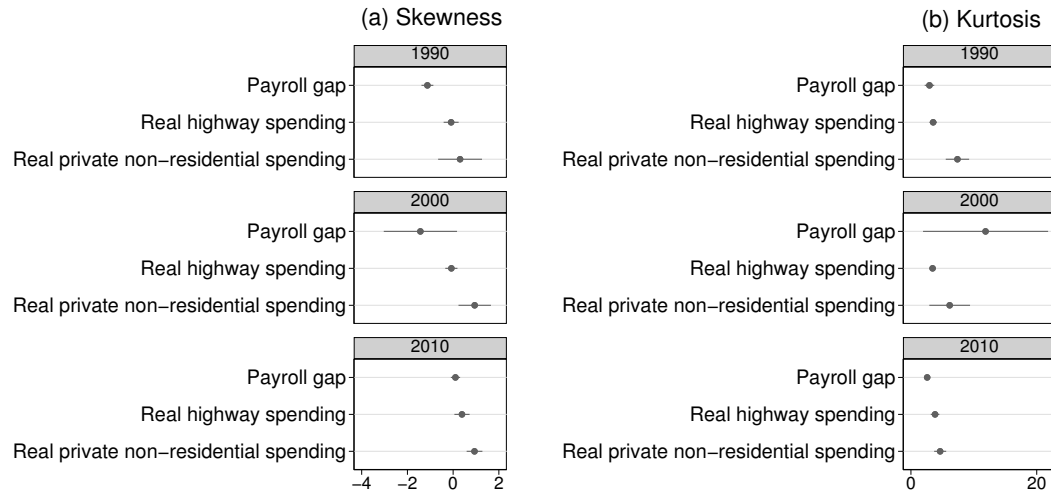 (a) Skewness
1990
Payroll gap
Real highway spending
Real private non−residential spending
2000
Payroll gap
Real highway spending
Real private non−residential spending
2010
Payroll gap
Real highway spending
Real private non−residential spending
−4 −2 0 2
(b) Kurtosis
1990
Payroll gap
Real highway spending
Real private non−residential spending
2000
Payroll gap
Real highway spending
Real private non−residential spending
2010
Payroll gap
Real highway spending
Real private non−residential spending
0 20